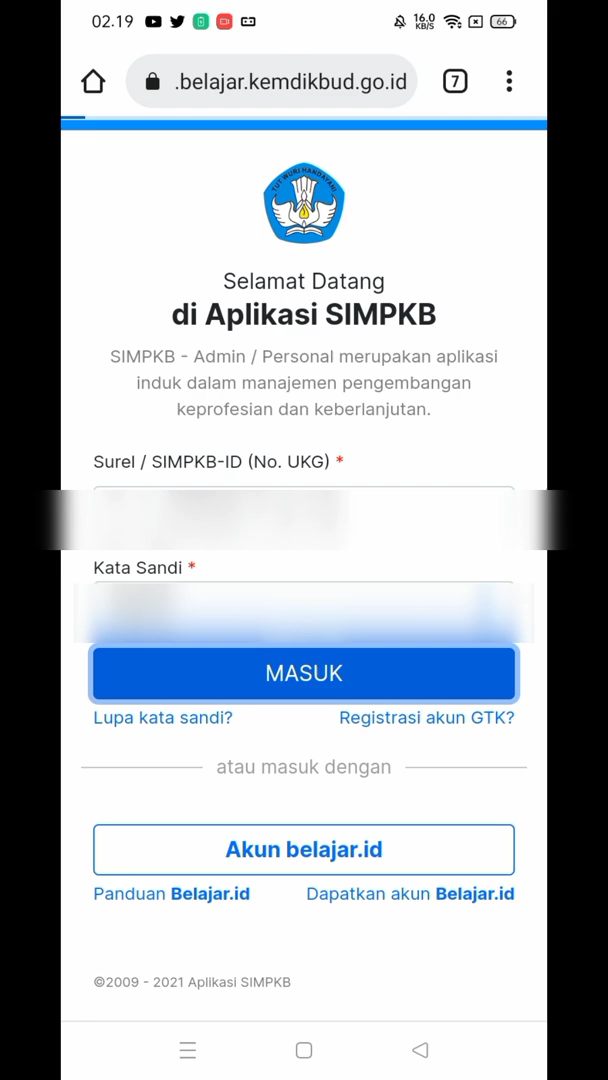 02.19
16.0
KB/S
66
.belajar.kemdikbud.go.id
7
TUT WURI HANDAYANI
Selamat Datang
di Aplikasi SIMPKB
SIMPKB - Admin / Personal merupakan aplikasi
induk dalam manajemen pengembangan
keprofesian dan keberlanjutan.
Surel / SIMPKB-ID (No. UKG) *
Kata Sandi *
MASUK
Lupa kata sandi?
Registrasi akun GTK?
atau masuk dengan
Akun belajar.id
Panduan Belajar.id
Dapatkan akun Belajar.id
©2009 - 2021 Aplikasi SIMPKB